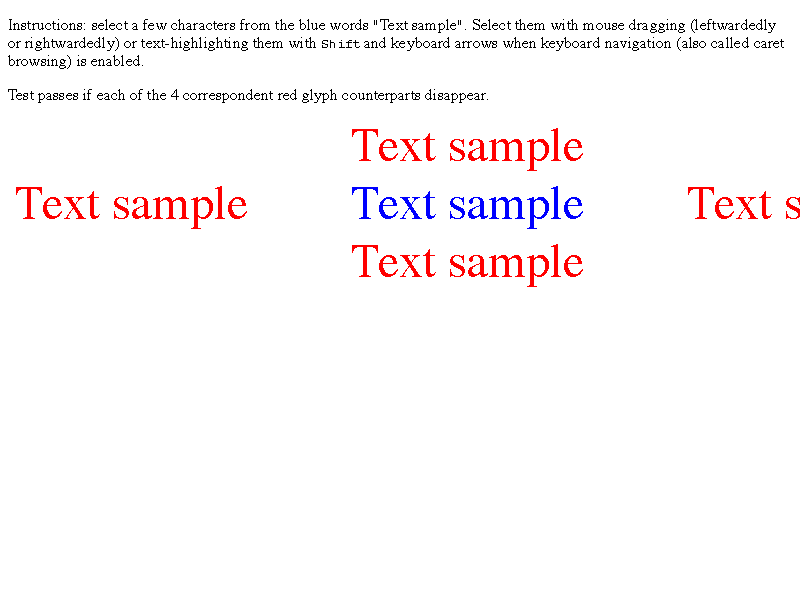 Instructions: select a few characters from the blue words "Text sample". Select them with mouse dragging (leftwardedly
or rightwardedly) or text-highlighting them with Shift and keyboard arrows when keyboard navigation (also called caret
browsing) is enabled.
Test passes if each of the 4 correspondent red glyph counterparts disappear.
Text sample
Text sample Text sample Text s
Text sample